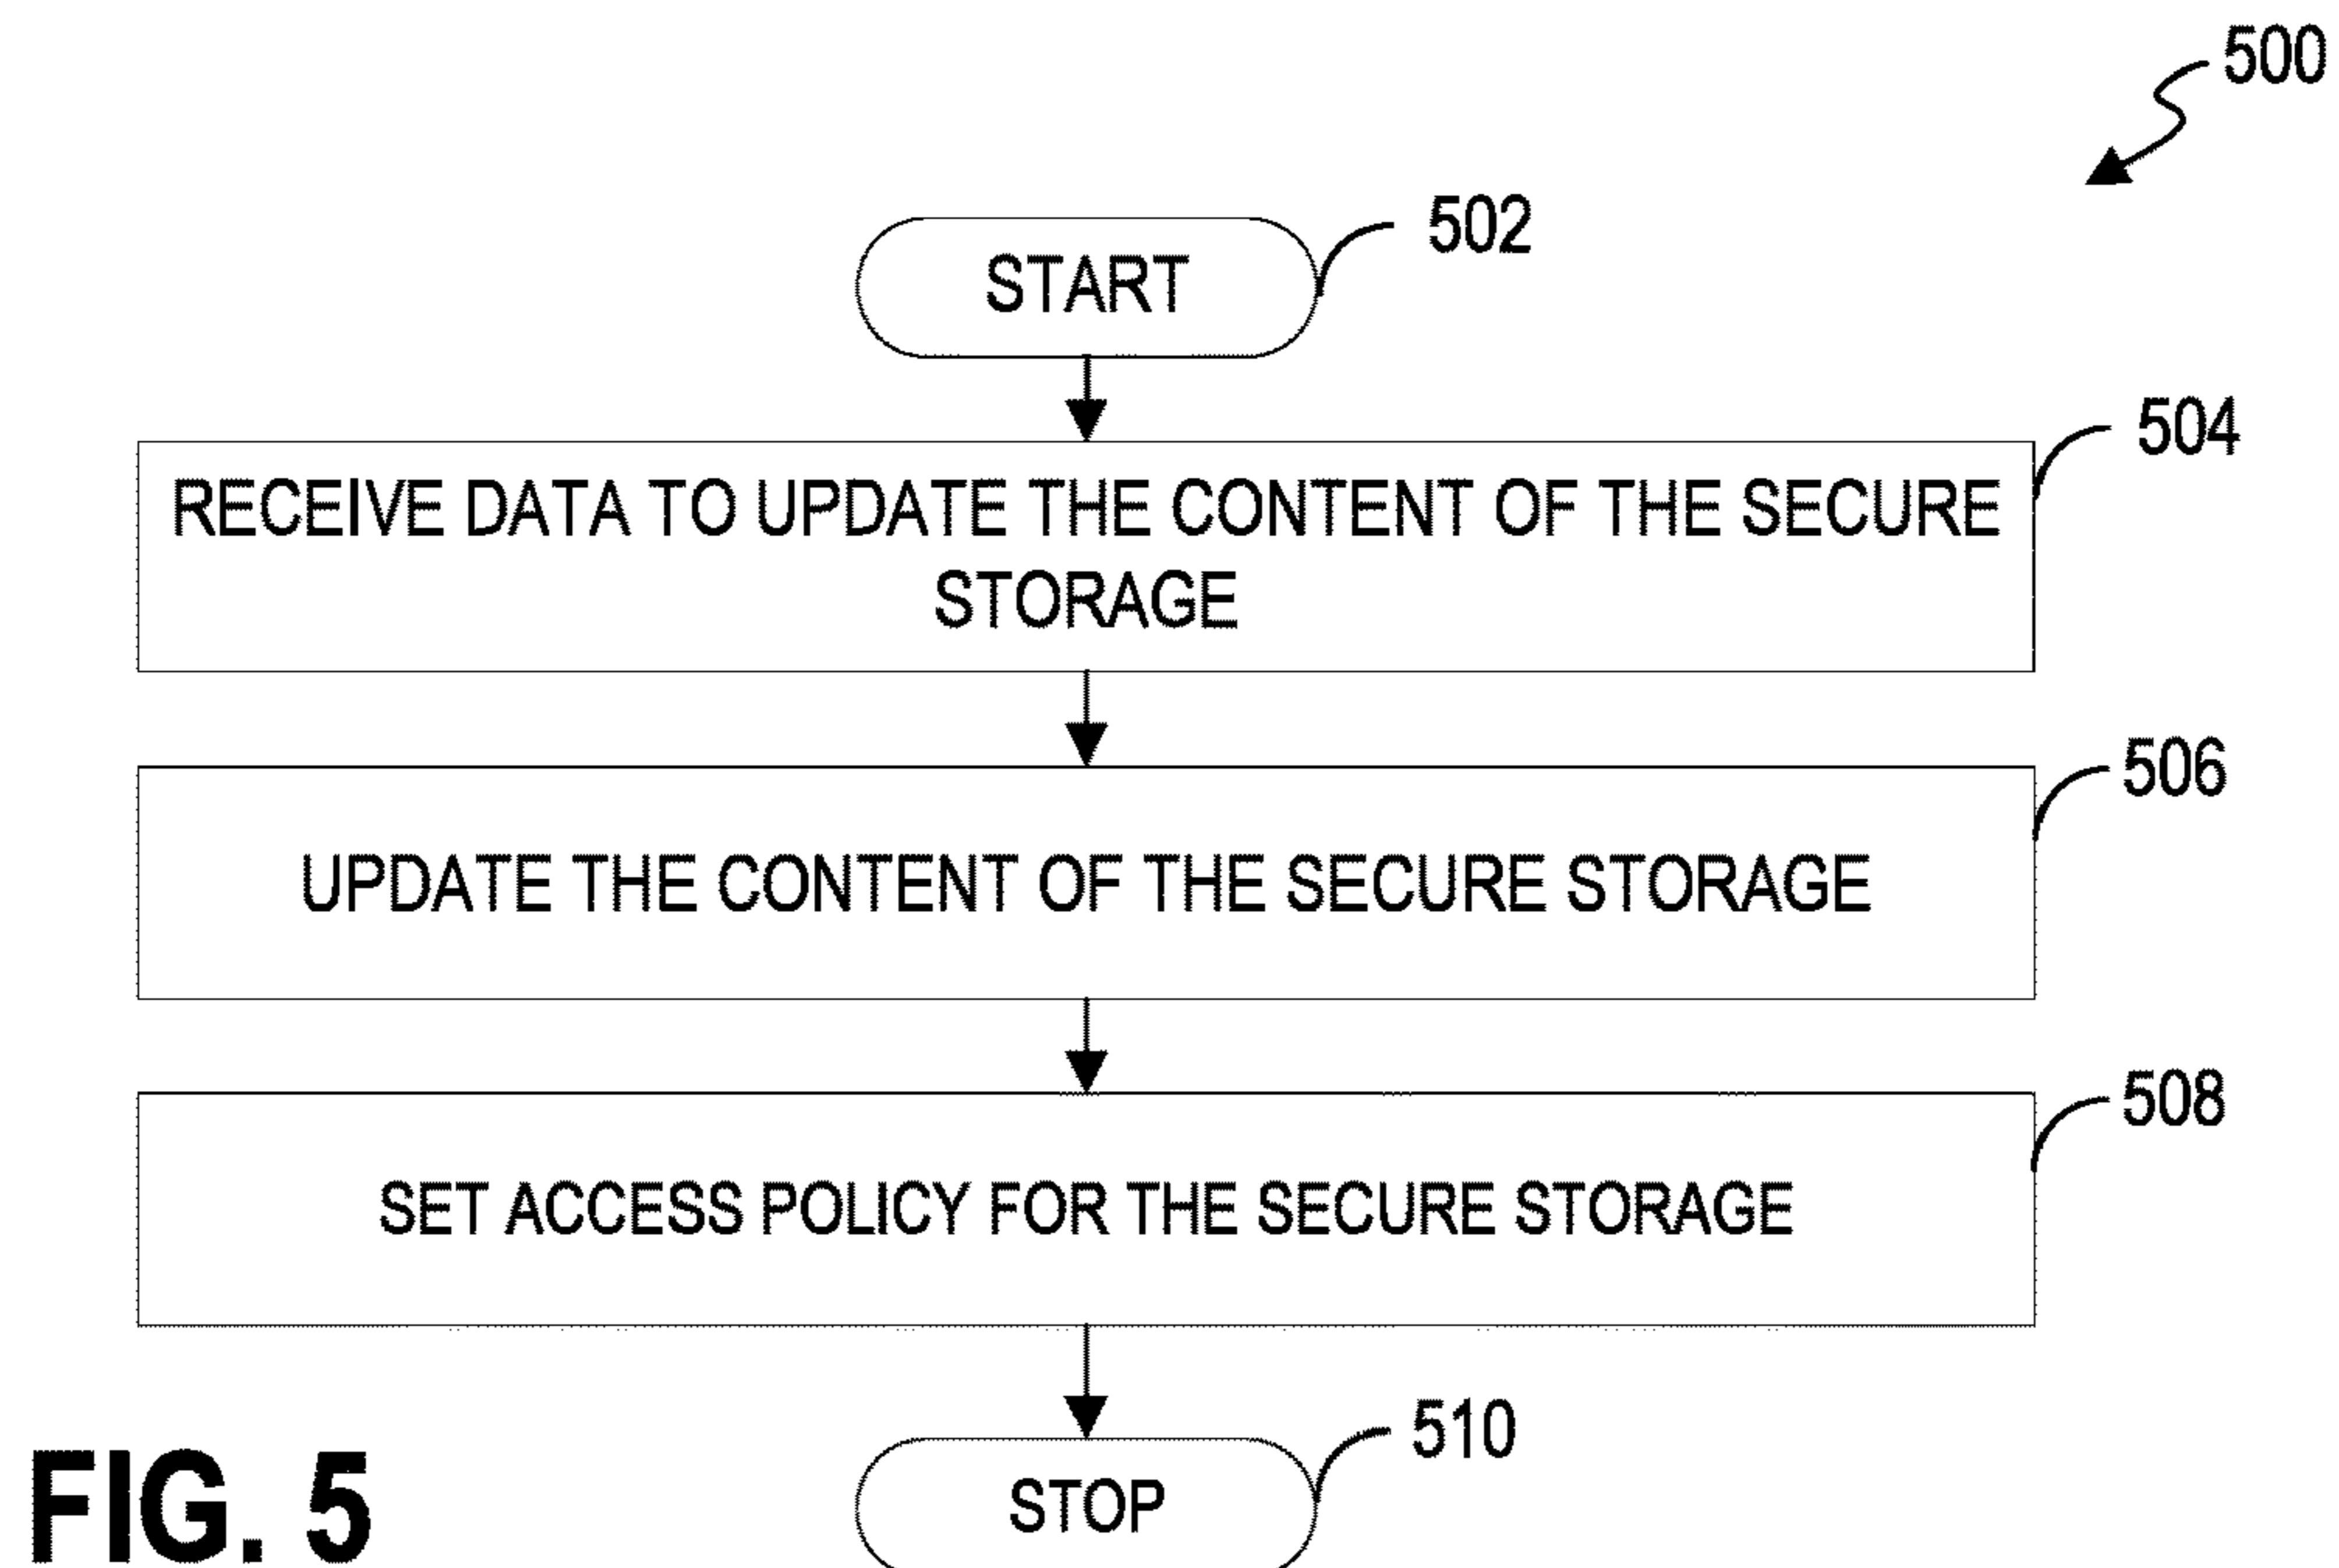 500
START
502
RECEIVE DATA TO UPDATE THE CONTENT OF THE SECURE
STORAGE
504
UPDATE THE CONTENT OF THE SECURE STORAGE
506
SET ACCESS POLICY FOR THE SECURE STORAGE
508
STOP
510
FIG. 5